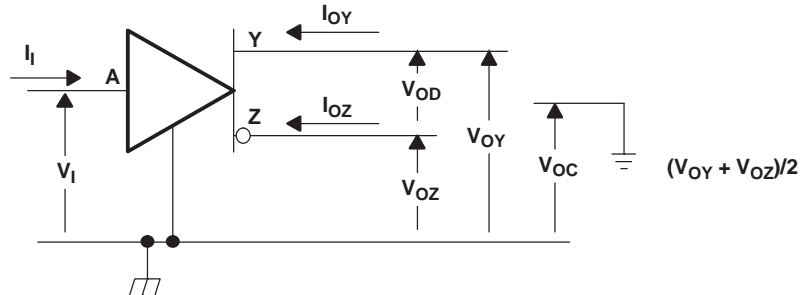 I_OY
I_I
Y
A
V_OD
Z
I_OZ
V_OY
V_I
V_OC
(V_OY + V_OZ)/2
V_OZ